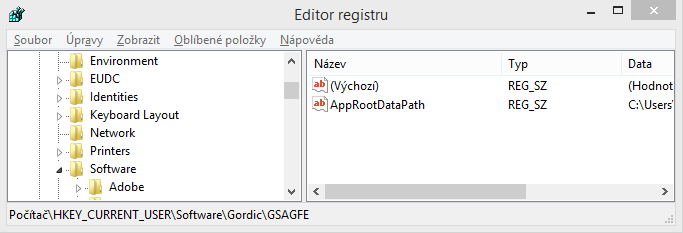 Editor registru
Soubor Úpravy Zobrazit Oblíbené položky Nápověda
Environment
EUDC
Identities
Keyboard Layout
Network
Printers
Software
Adobe
Název Typ Data
(Výchozí) REG_SZ (Hodnot
AppRootDataPath REG_SZ C:\Users\
Počítač\HKEY_CURRENT_USER\Software\Gordic\GSAGFE